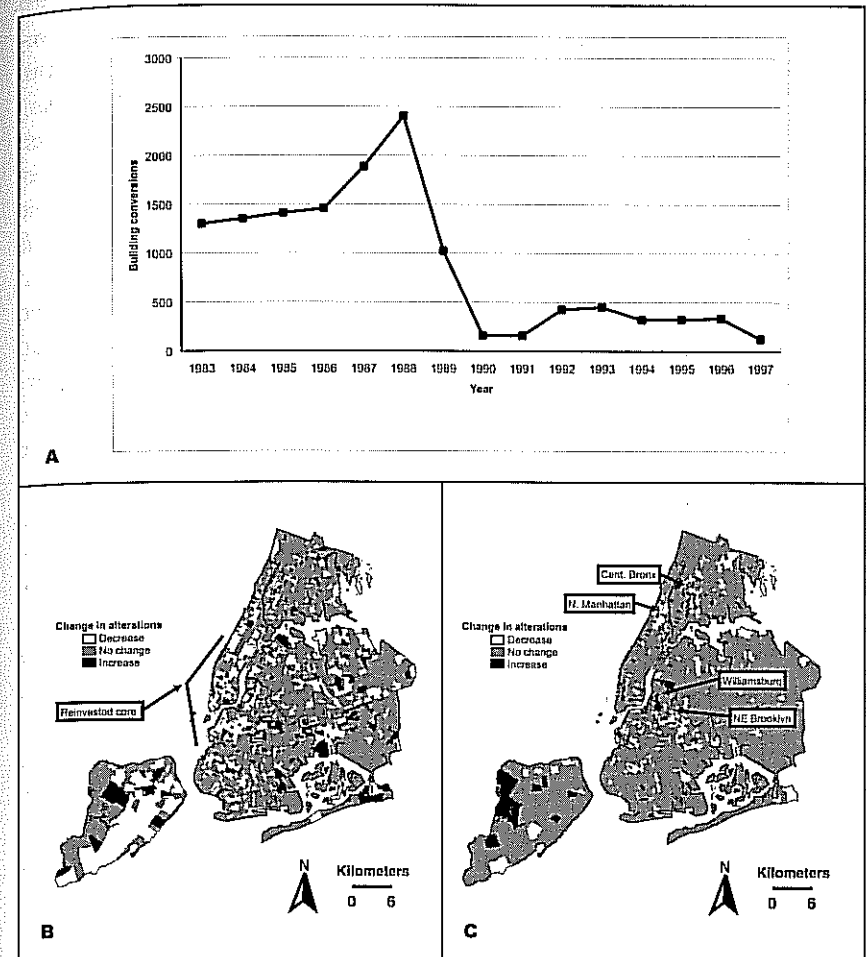 3000
2500
2000
1500
1000
500
0
Building conversions
1983 1984 1985 1986 1987 1988 1989 1990 1991 1992 1993 1994 1995 1996 1997
Year
A
Change in alterations
Decrease
No change
Increase
Reinvested core
N
Kilometers
0 6
B
Cent. Bronx
N. Manhattan
Change in alterations
Decrease
No change
Increase
Williamsburg
NE Brooklyn
N
Kilometers
0 6
C